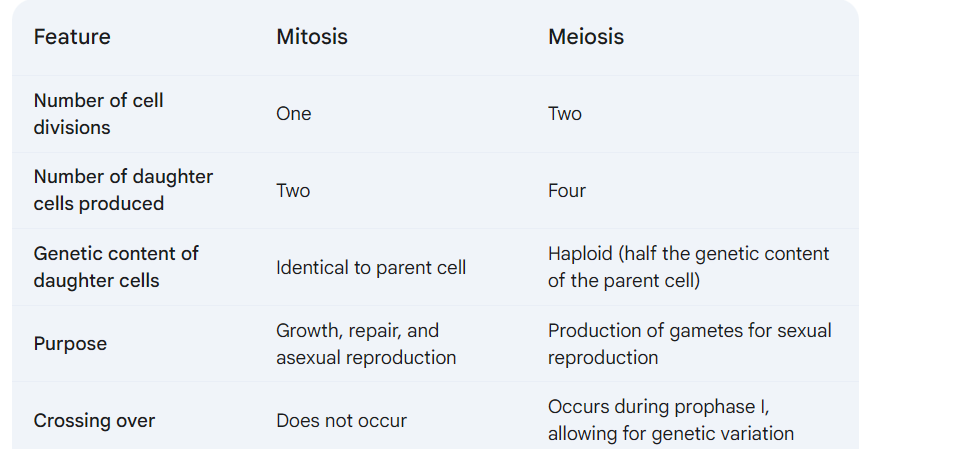 Feature Mitosis Meiosis
Number of cell
divisions
One
Two
Number of daughter
cells produced
Two
Four
Genetic content of
daughter cells
Identical to parent cell
Haploid (half the genetic content
of the parent cell)
Purpose
Growth, repair, and
asexual reproduction
Production of gametes for sexual
reproduction
Crossing over
Does not occur
Occurs during prophase I,
allowing for genetic variation